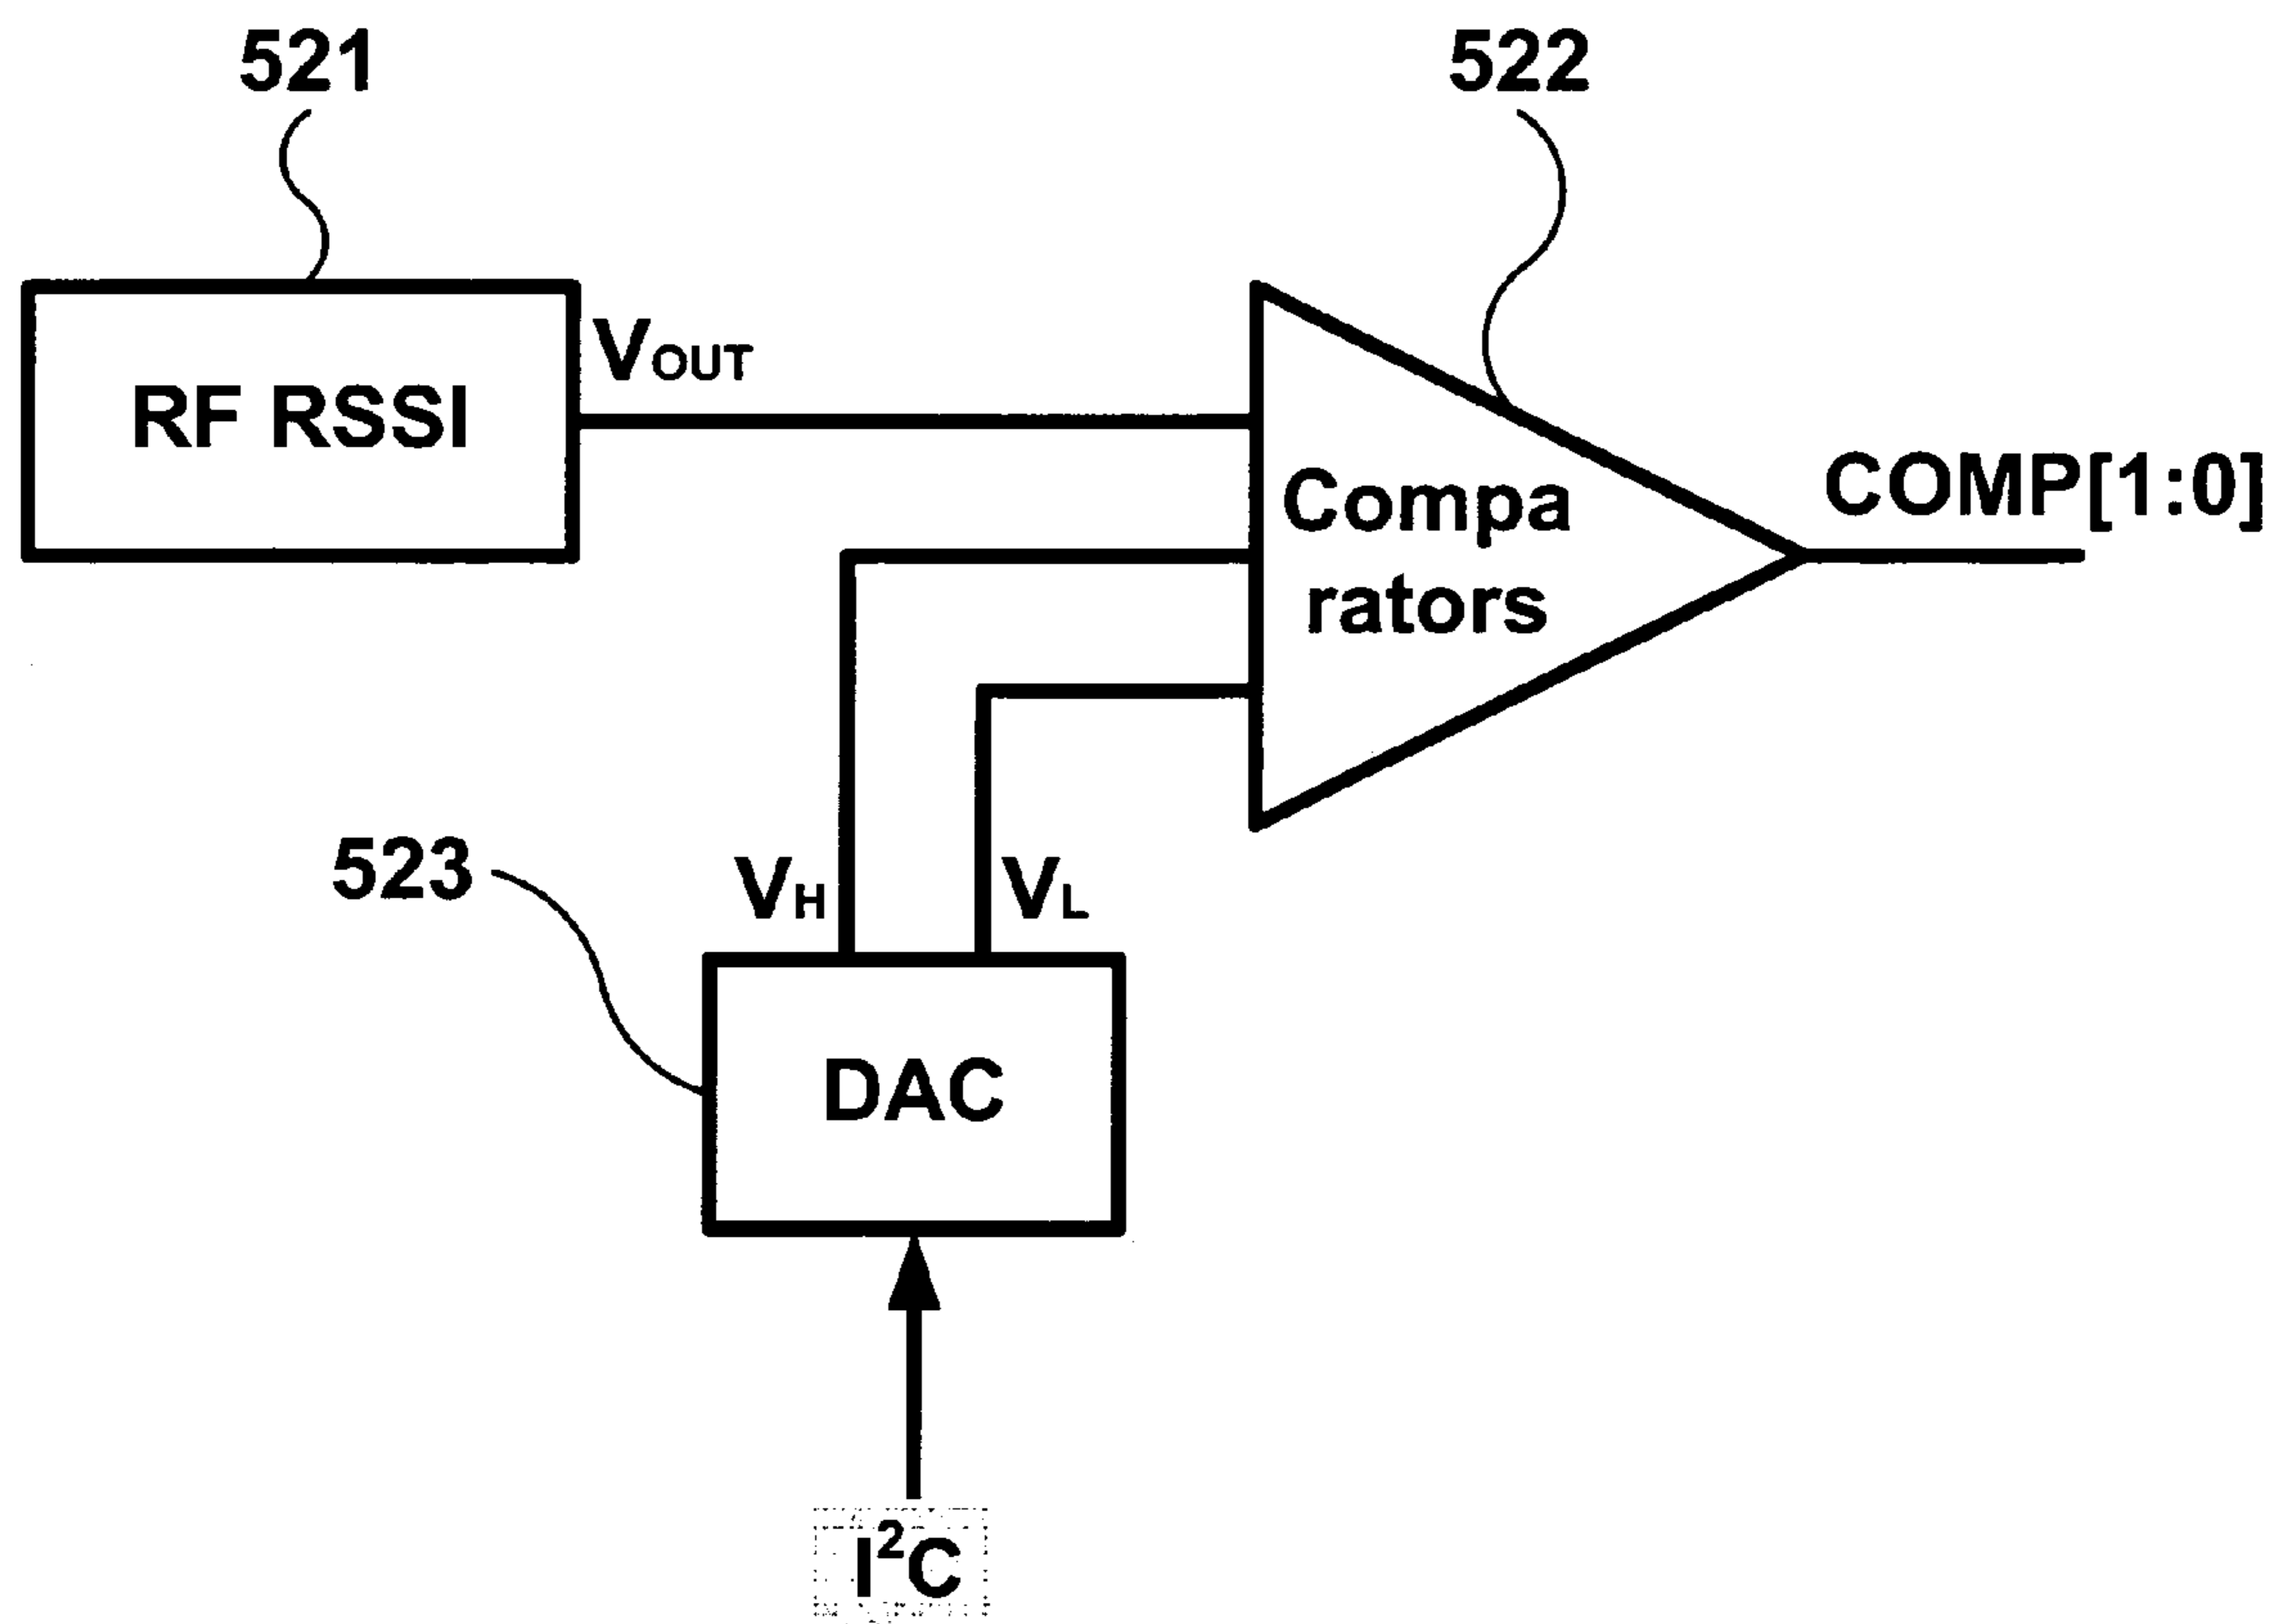 521
522
RF RSSI
VOUT
Compa
rators
COMP[1:0]
523
VH
VL
DAC
I²C